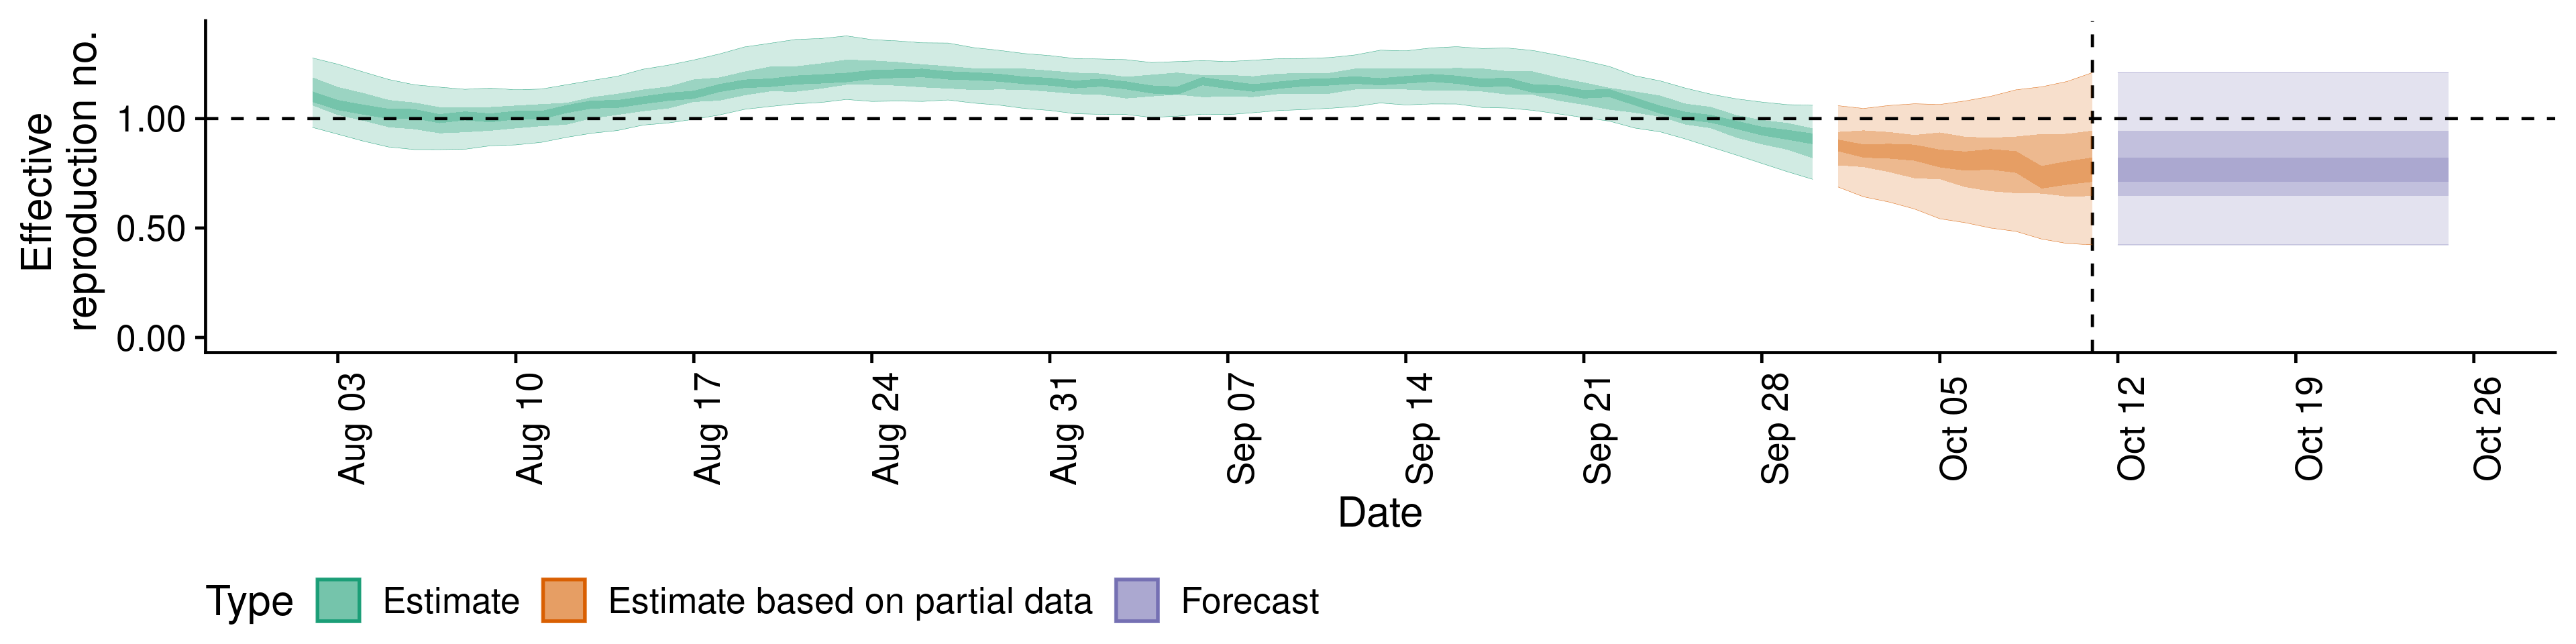 Effective
reproduction no.
1.00
0.50
0.00
Aug 03
Aug 10
Aug 17
Aug 24
Aug 31
Sep 07
Sep 14
Sep 21
Sep 28
Oct 05
Oct 12
Oct 19
Oct 26
Date
Type Estimate Estimate based on partial data Forecast